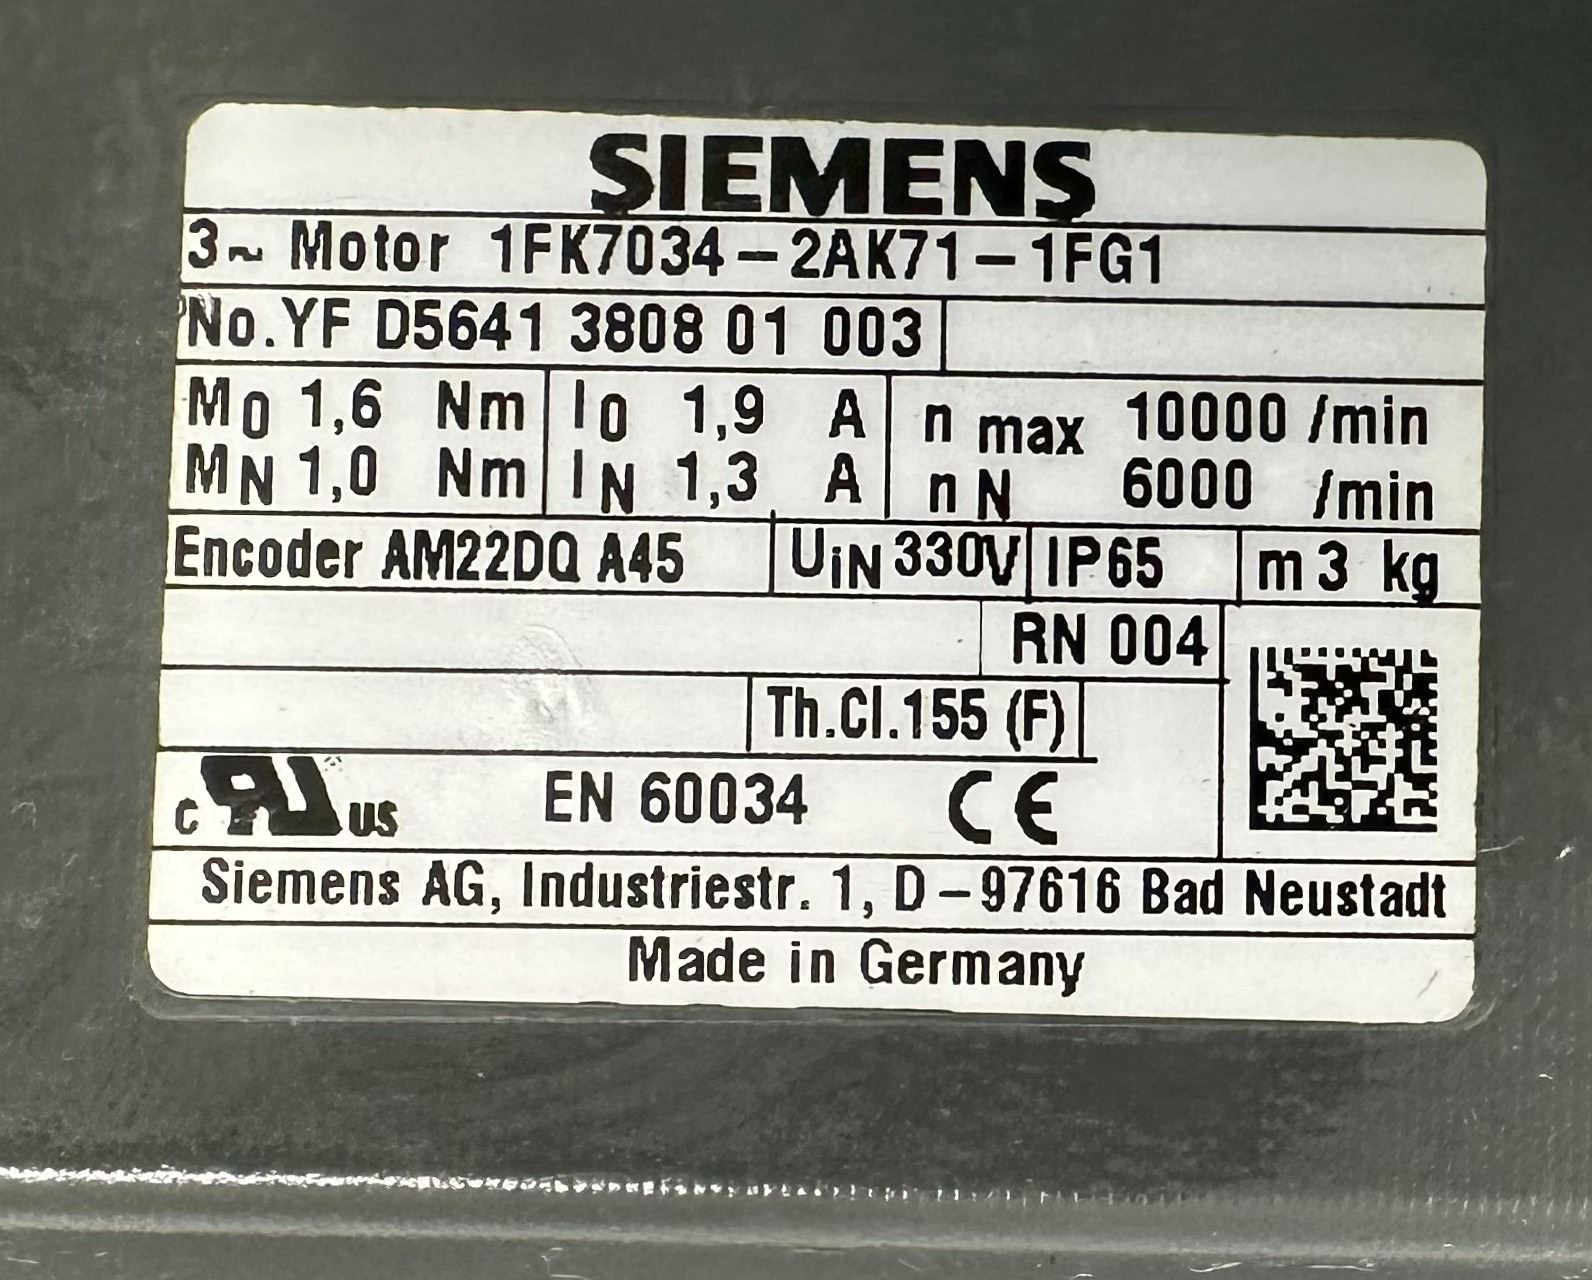 SIEMENS
3~ Motor 1FK7034-2AK71-1FG1
No.YF D5641 3808 01 003
M0 1,6 Nm I0 1,9 A n max 10000 /min
MN 1,0 Nm IN 1,3 A nN 6000 /min
Encoder AM22DQ A45 UiN 330V IP65 m 3 kg
RN 004
Th.Cl.155 (F)
c RU us EN 60034 CE
Siemens AG, Industriestr. 1, D-97616 Bad Neustadt
Made in Germany